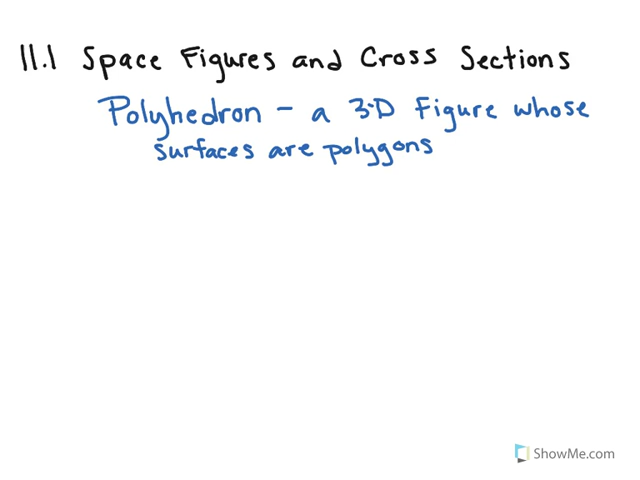 11.1 Space Figures and Cross Sections
Polyhedron - a 3-D Figure whose
surfaces are polygons
ShowMe.com